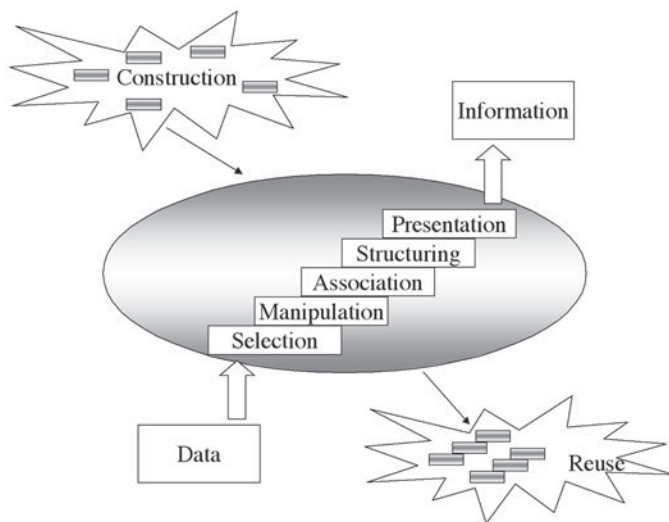 Construction
Information
Presentation
Structuring
Association
Manipulation
Selection
Data
Reuse